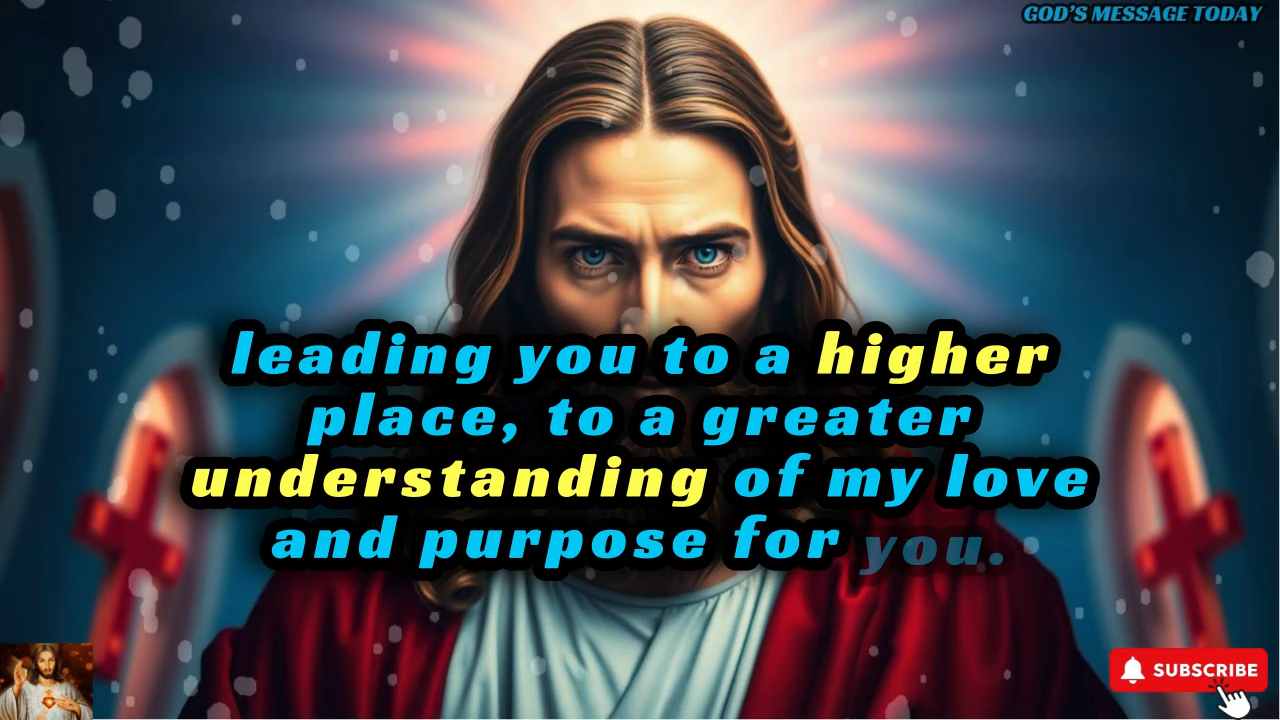 GOD'S MESSAGE TODAY
leading you to a higher
place, to a greater
understanding of my love
and purpose for you.
SUBSCRIBE